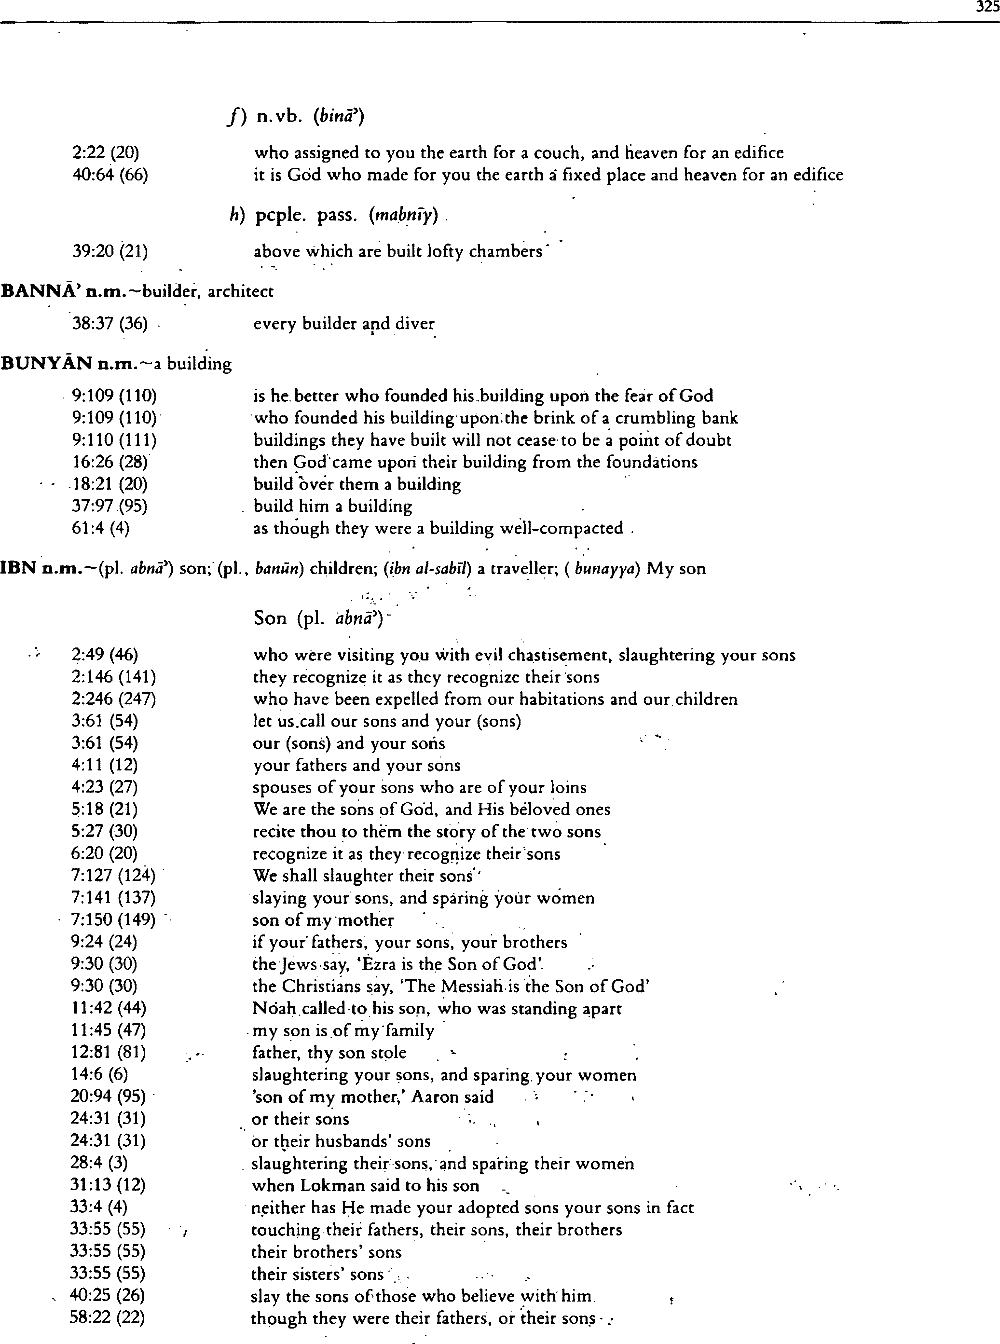 325
f) n.vb. (bināʾ)
2:22 (20) who assigned to you the earth for a couch, and heaven for an edifice
40:64 (66) it is God who made for you the earth a fixed place and heaven for an edifice
h) pcple. pass. (mabnīy)
39:20 (21) above which are built lofty chambers
BANNĀʾ n.m.~builder, architect
38:37 (36) every builder and diver
BUNYĀN n.m.~a building
9:109 (110) is he better who founded his building upon the fear of God
9:109 (110) who founded his building upon the brink of a crumbling bank
9:110 (111) buildings they have built will not cease to be a point of doubt
16:26 (28) then God came upon their building from the foundations
18:21 (20) build over them a building
37:97 (95) build him a building
61:4 (4) as though they were a building well-compacted
IBN n.m.~(pl. abnāʾ) son; (pl., banūn) children; (ibn al-sabīl) a traveller; ( bunayya) My son
Son (pl. abnāʾ)
2:49 (46) who were visiting you with evil chastisement, slaughtering your sons
2:146 (141) they recognize it as they recognize their sons
2:246 (247) who have been expelled from our habitations and our children
3:61 (54) let us call our sons and your (sons)
3:61 (54) our (sons) and your sons
4:11 (12) your fathers and your sons
4:23 (27) spouses of your sons who are of your loins
5:18 (21) We are the sons of God, and His beloved ones
5:27 (30) recite thou to them the story of the two sons
6:20 (20) recognize it as they recognize their sons
7:127 (124) We shall slaughter their sons
7:141 (137) slaying your sons, and sparing your women
7:150 (149) son of my mother
9:24 (24) if your fathers, your sons, your brothers
9:30 (30) the Jews say, 'Ezra is the Son of God'
9:30 (30) the Christians say, 'The Messiah is the Son of God'
11:42 (44) Noah called to his son, who was standing apart
11:45 (47) my son is of my family
12:81 (81) father, thy son stole
14:6 (6) slaughtering your sons, and sparing your women
20:94 (95) 'son of my mother,' Aaron said
24:31 (31) or their sons
24:31 (31) or their husbands' sons
28:4 (3) slaughtering their sons, and sparing their women
31:13 (12) when Lokman said to his son
33:4 (4) neither has He made your adopted sons your sons in fact
33:55 (55) touching their fathers, their sons, their brothers
33:55 (55) their brothers' sons
33:55 (55) their sisters' sons
40:25 (26) slay the sons of those who believe with him
58:22 (22) though they were their fathers, or their sons